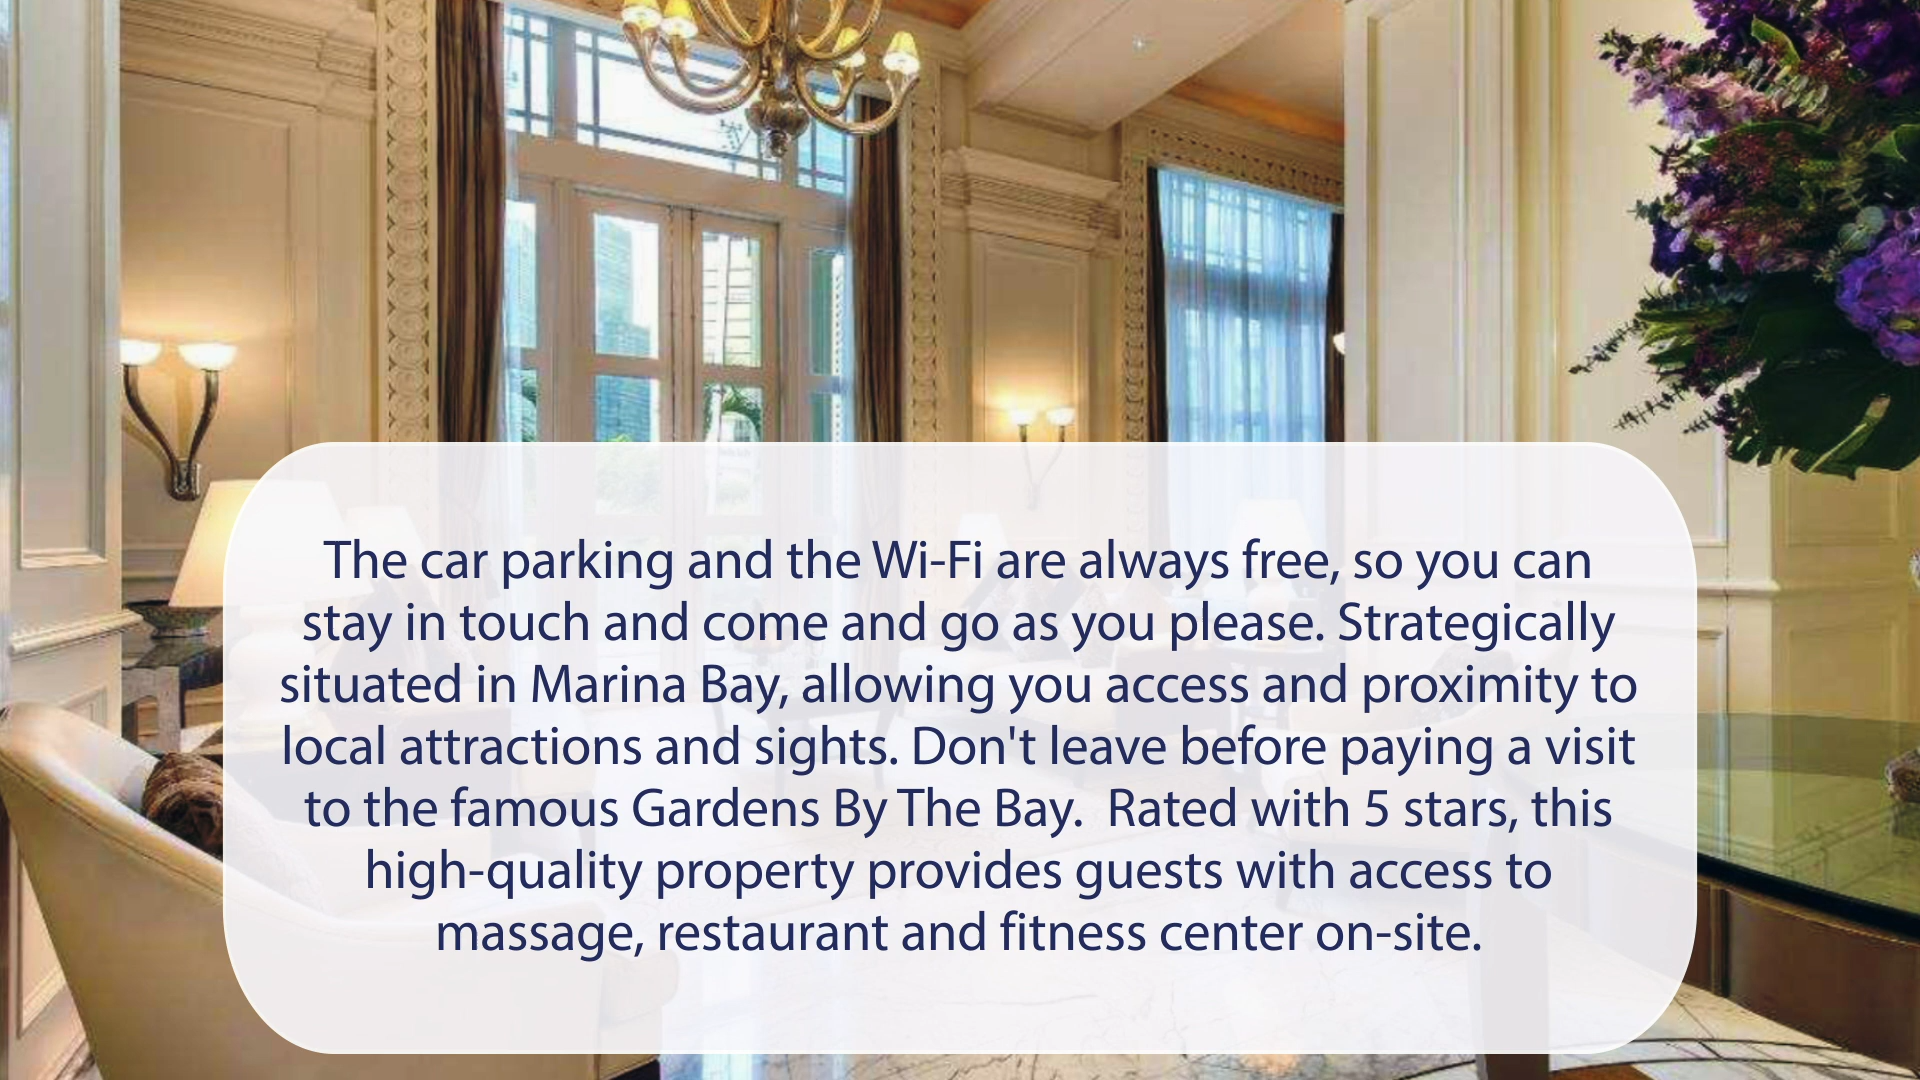 The car parking and the Wi-Fi are always free, so you can
stay in touch and come and go as you please. Strategically
situated in Marina Bay, allowing you access and proximity to
local attractions and sights. Don't leave before paying a visit
to the famous Gardens By The Bay.  Rated with 5 stars, this
high-quality property provides guests with access to
massage, restaurant and fitness center on-site.